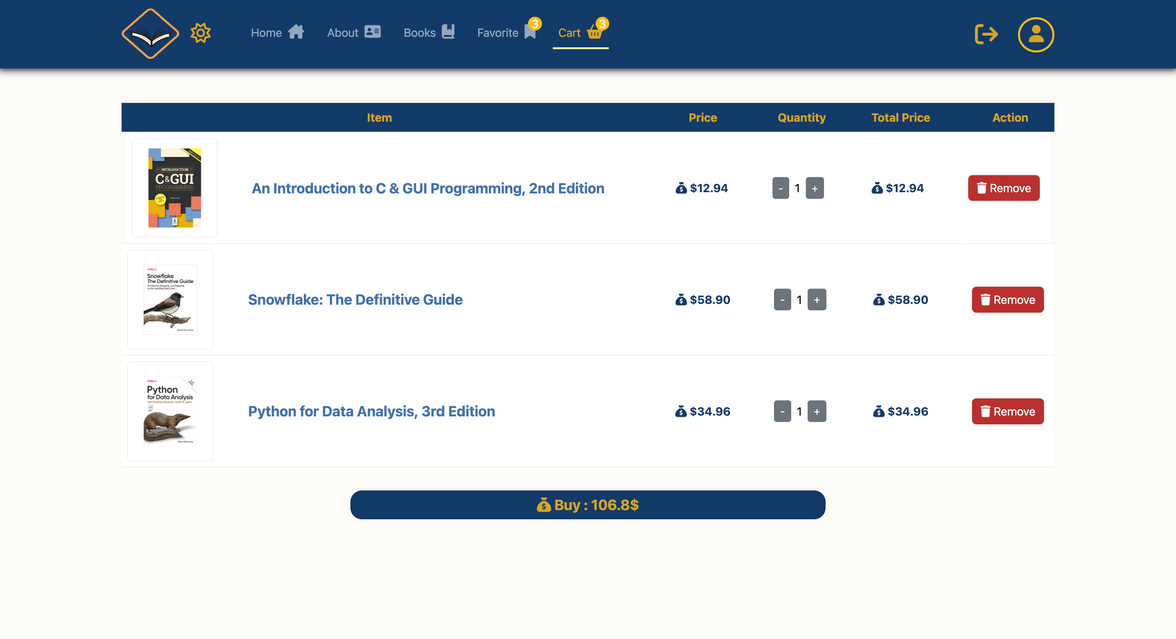 Home
About
Books
Favorite 3
Cart 3
Item Price Quantity Total Price Action
INTRODUCTION
C&GUI
PROGRAMMING
An Introduction to C & GUI Programming, 2nd Edition $12.94 - 1 + $12.94 Remove
Snowflake
The Definitive Guide
Snowflake: The Definitive Guide $58.90 - 1 + $58.90 Remove
Python
for Data Analysis
Python for Data Analysis, 3rd Edition $34.96 - 1 + $34.96 Remove
Buy : 106.8$